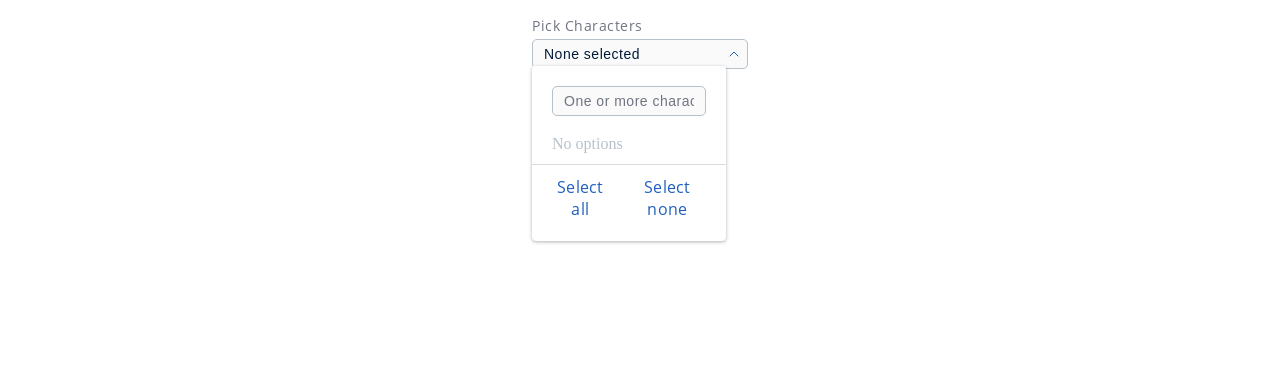 Pick Characters
None selected
One or more charac
No options
Select all
Select none